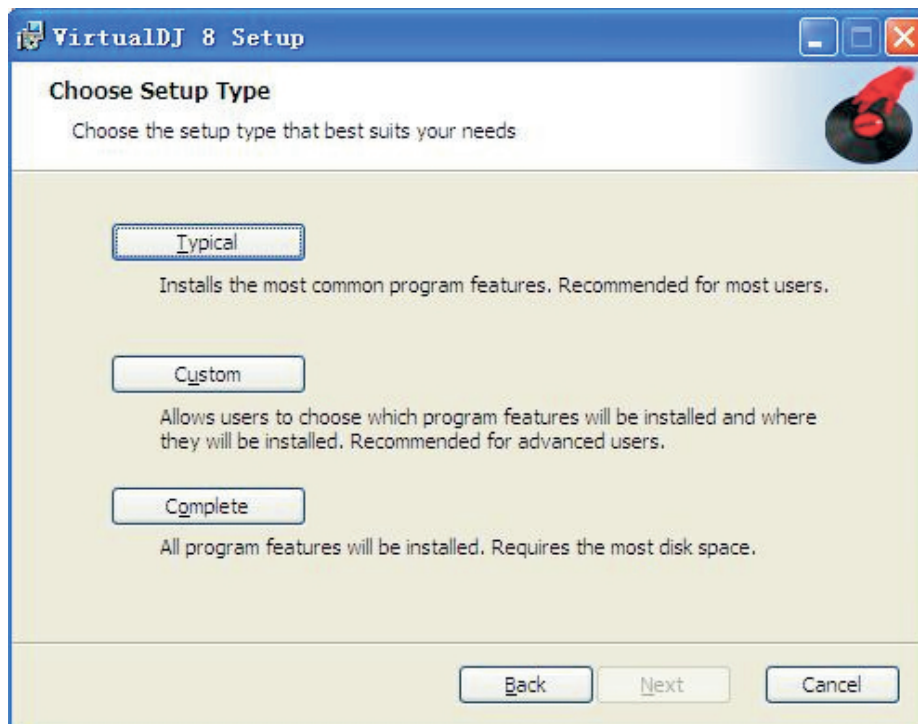 VirtualDJ 8 Setup
Choose Setup Type
Choose the setup type that best suits your needs
Typical
Installs the most common program features. Recommended for most users.
Custom
Allows users to choose which program features will be installed and where
they will be installed. Recommended for advanced users.
Complete
All program features will be installed. Requires the most disk space.
Back
Next
Cancel